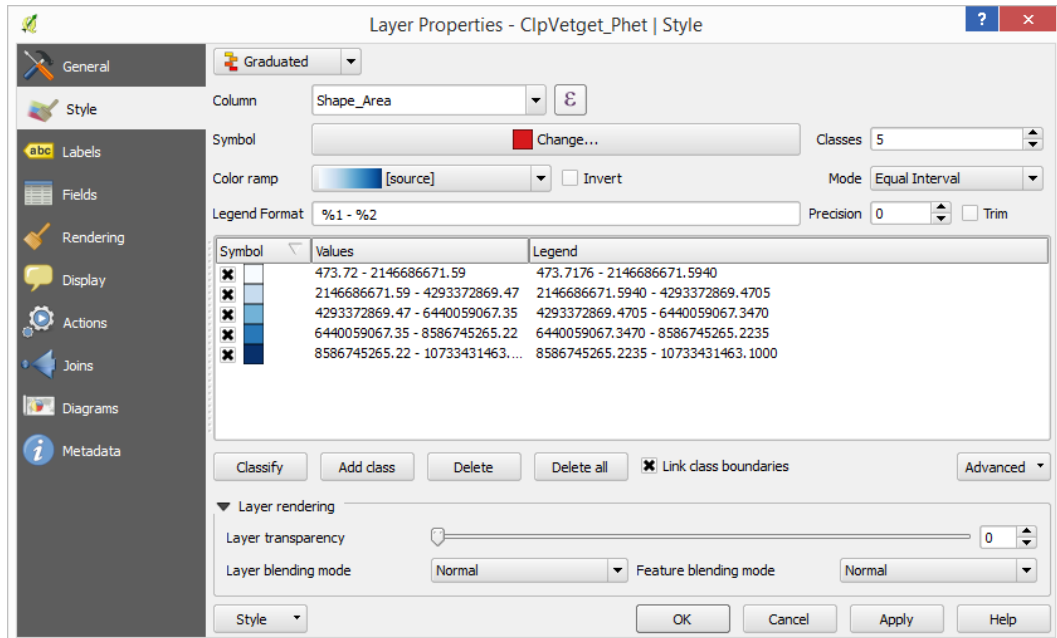 Layer Properties - ClpVetget_Phet | Style
?
×
General
Style
abc Labels
Fields
Rendering
Display
Actions
Joins
Diagrams
i Metadata
Graduated
Column Shape_Area ε
Symbol Change... Classes 5
Color ramp [source] Invert Mode Equal Interval
Legend Format %1 - %2 Precision 0 Trim
Symbol Values Legend
473.72 - 2146686671.59 473.7176 - 2146686671.5940
2146686671.59 - 4293372869.47 2146686671.5940 - 4293372869.4705
4293372869.47 - 6440059067.35 4293372869.4705 - 6440059067.3470
6440059067.35 - 8586745265.22 6440059067.3470 - 8586745265.2235
8586745265.22 - 10733431463.... 8586745265.2235 - 10733431463.1000
Classify Add class Delete Delete all Link class boundaries Advanced
Layer rendering
Layer transparency 0
Layer blending mode Normal Feature blending mode Normal
Style OK Cancel Apply Help